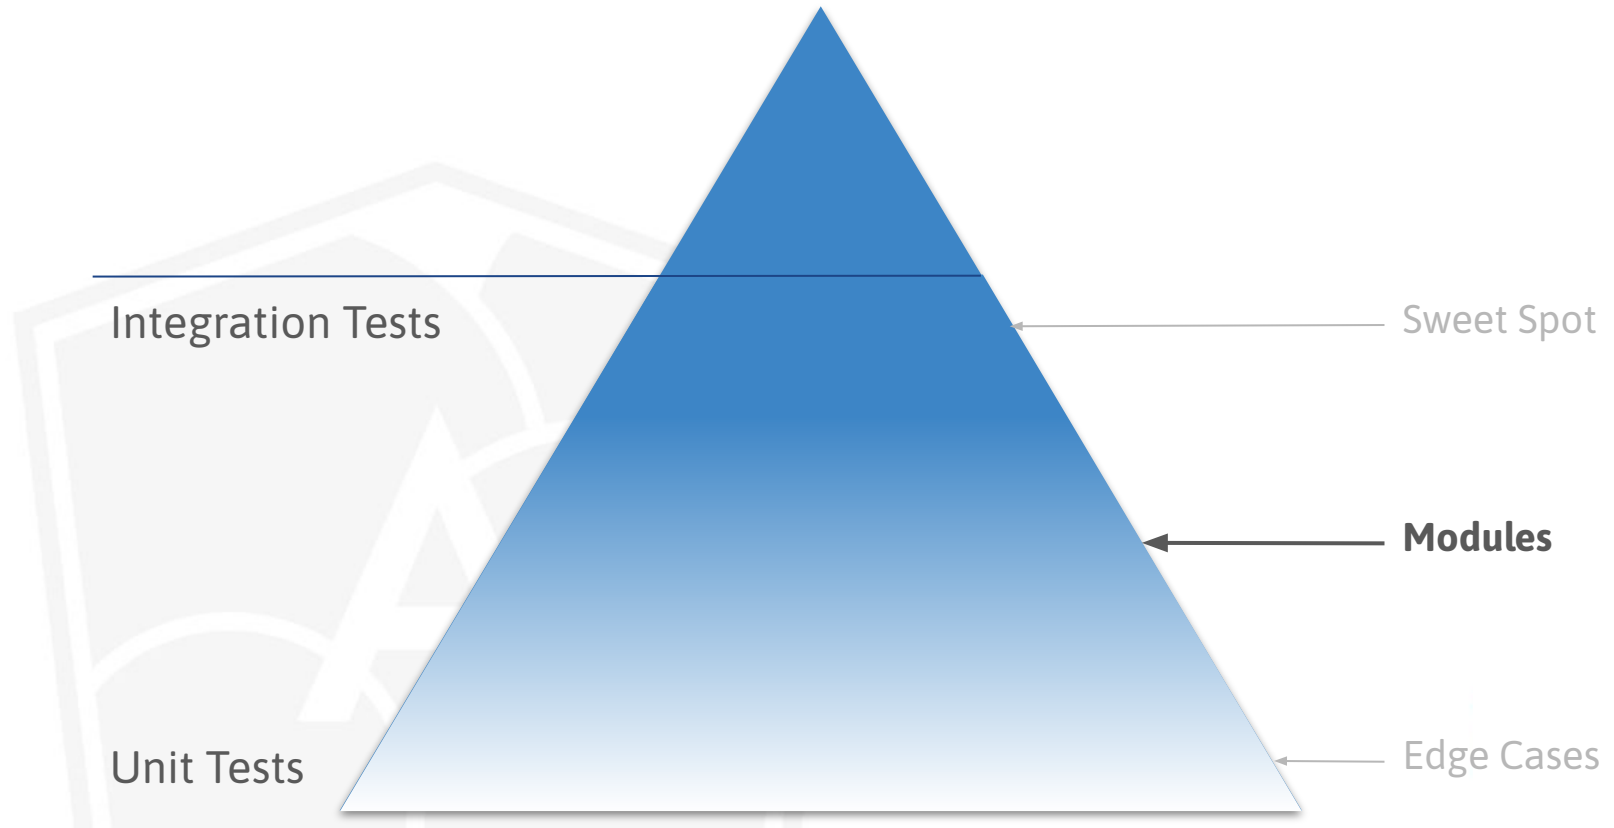 Integration Tests
Sweet Spot
Modules
Unit Tests
Edge Cases